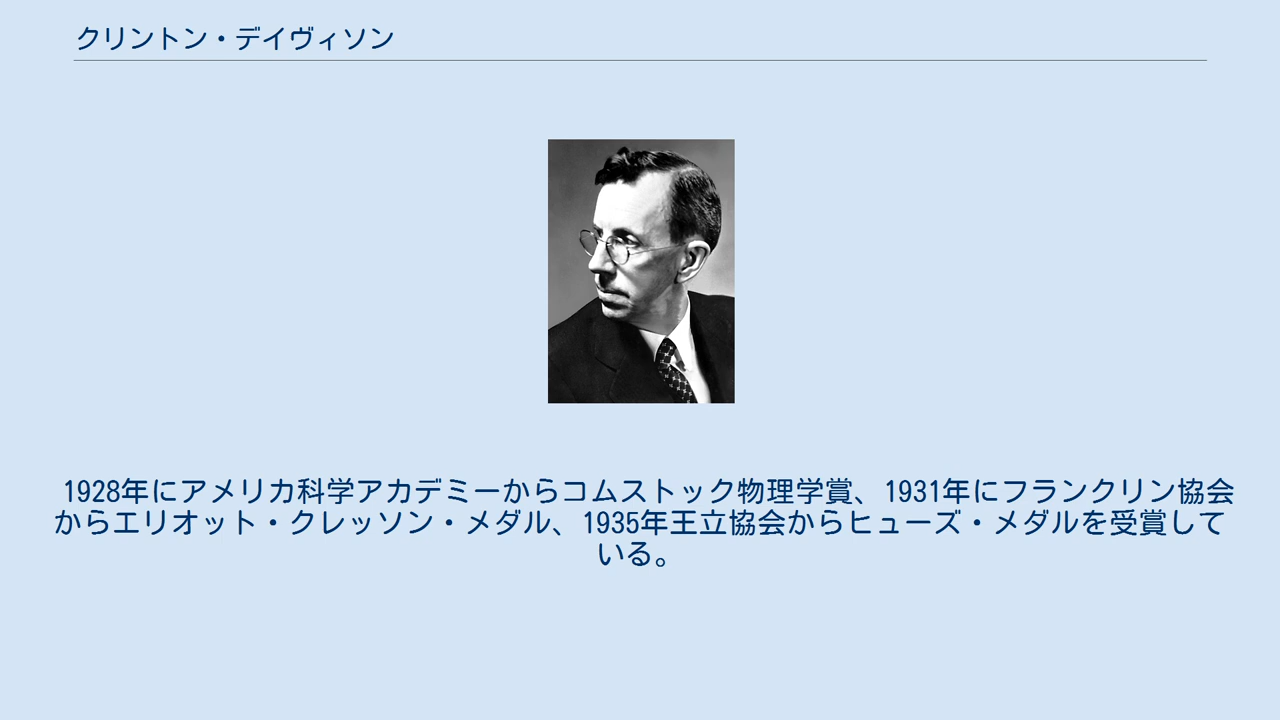 クリントン・デイヴィソン
1928年にアメリカ科学アカデミーからコムストック物理学賞、1931年にフランクリン協会
からエリオット・クレッソン・メダル、1935年王立協会からヒューズ・メダルを受賞して
いる。